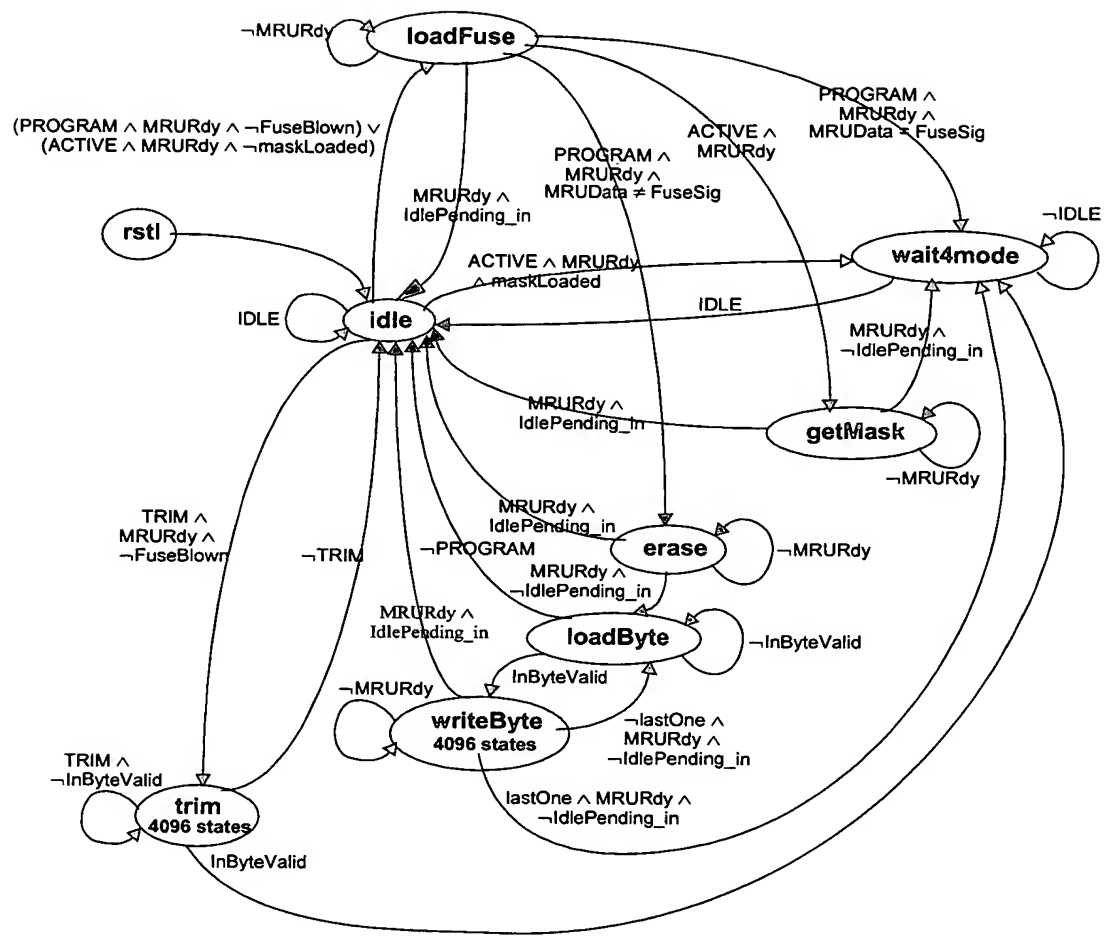 ¬MRURdy
loadFuse
(PROGRAM ∧ MRURdy ∧ ¬FuseBlown) ∨
(ACTIVE ∧ MRURdy ∧ ¬maskLoaded)
MRURdy ∧
IdlePending_in
PROGRAM ∧
MRURdy ∧
MRUData ≠ FuseSig
ACTIVE ∧
MRURdy
PROGRAM ∧
MRURdy ∧
MRUData = FuseSig
rstl
¬IDLE
wait4mode
ACTIVE ∧ MRURdy
∧ maskLoaded
IDLE
idle
IDLE
MRURdy ∧
¬IdlePending_in
MRURdy ∧
IdlePending_in
getMask
¬MRURdy
TRIM ∧
MRURdy ∧
¬FuseBlown
¬TRIM
MRURdy ∧
IdlePending_in
erase
¬MRURdy
¬PROGRAM
MRURdy ∧
¬IdlePending_in
MRURdy ∧
IdlePending_in
loadByte
¬InByteValid
InByteValid
¬MRURdy
writeByte
4096 states
¬lastOne ∧
MRURdy ∧
¬IdlePending_in
TRIM ∧
¬InByteValid
trim
4096 states
lastOne ∧ MRURdy ∧
¬IdlePending_in
InByteValid